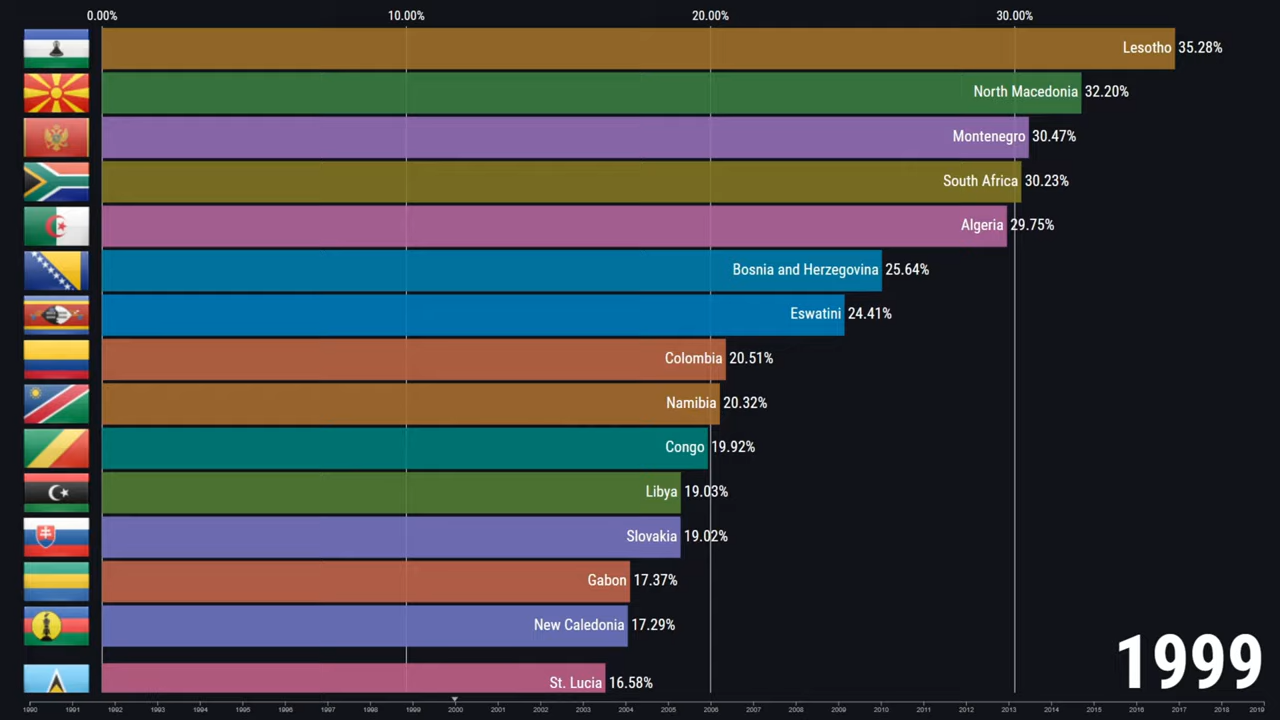 0.00% 10.00% 20.00% 30.00%
Lesotho 35.28%
North Macedonia 32.20%
Montenegro 30.47%
South Africa 30.23%
Algeria 29.75%
Bosnia and Herzegovina 25.64%
Eswatini 24.41%
Colombia 20.51%
Namibia 20.32%
Congo 19.92%
Libya 19.03%
Slovakia 19.02%
Gabon 17.37%
New Caledonia 17.29%
St. Lucia 16.58%
1999
1990 1991 1992 1993 1994 1995 1996 1997 1998 1999 2000 2001 2002 2003 2004 2005 2006 2007 2008 2009 2010 2011 2012 2013 2014 2015 2016 2017 2018 2019